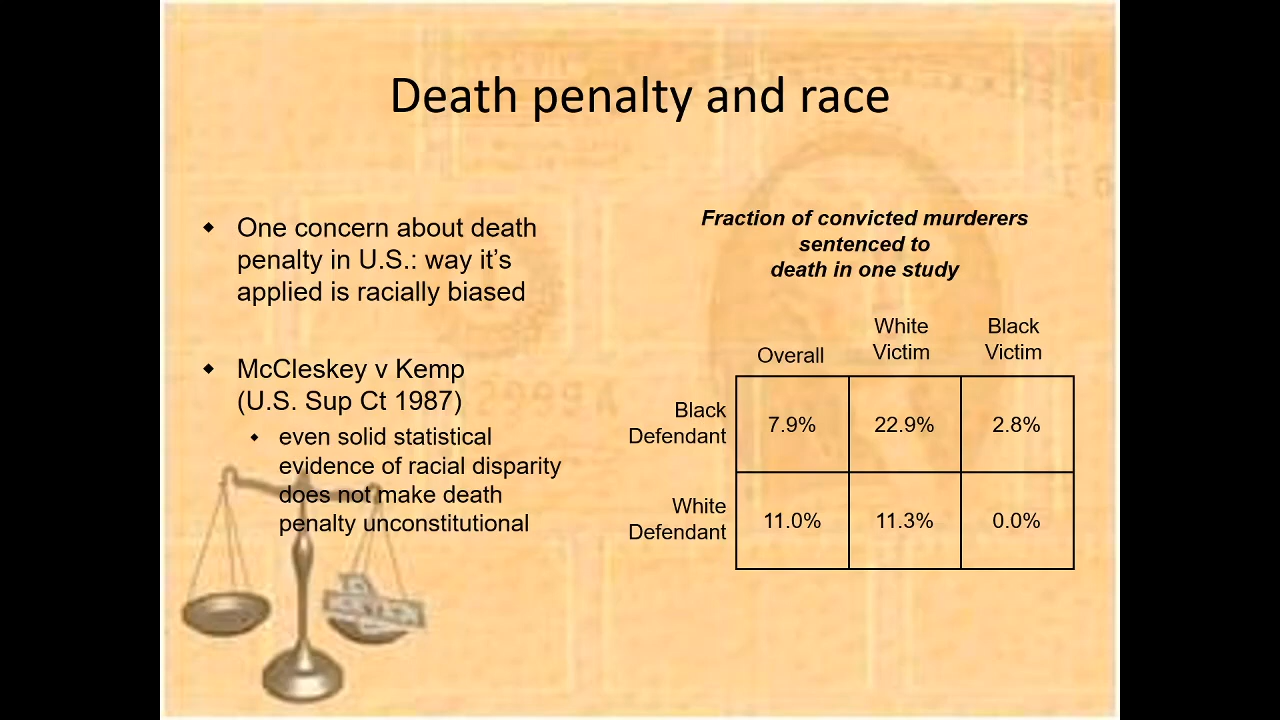 Death penalty and race
One concern about death
penalty in U.S.: way it's
applied is racially biased
McCleskey v Kemp
(U.S. Sup Ct 1987)
even solid statistical
evidence of racial disparity
does not make death
penalty unconstitutional
Fraction of convicted murderers
sentenced to
death in one study
Overall White Victim Black Victim
Black Defendant 7.9% 22.9% 2.8%
White Defendant 11.0% 11.3% 0.0%